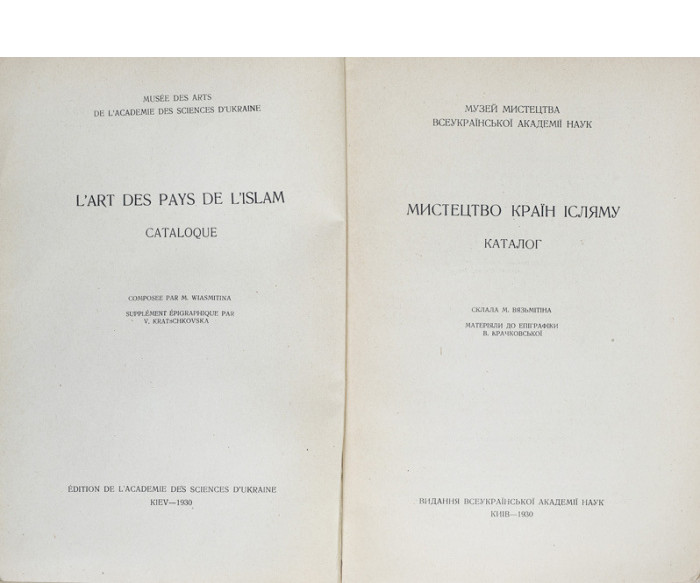 MUSÉE DES ARTS
DE L'ACADEMIE DES SCIENCES D'UKRAINE
L'ART DES PAYS DE L'ISLAM
CATALOQUE
COMPOSÉE PAR M. WIASMITINA
SUPPLÉMENT ÉPIGRAPHIQUE PAR
V. KRATSCHKOVSKA
ÉDITION DE L'ACADEMIE DES SCIENCES D'UKRAINE
KIEV—1930
МУЗЕЙ МИСТЕЦТВА
ВСЕУКРАЇНСЬКОЇ АКАДЕМІЇ НАУК
МИСТЕЦТВО КРАЇН ІСЛЯМУ
КАТАЛОГ
СКЛАЛА М. ВЯЗЬМІТІНА
МАТЕРІЯЛИ ДО ЕПІГРАФІКИ
В. КРАЧКОВСЬКОЇ
ВИДАННЯ ВСЕУКРАЇНСЬКОЇ АКАДЕМІЇ НАУК
КИЇВ—1930